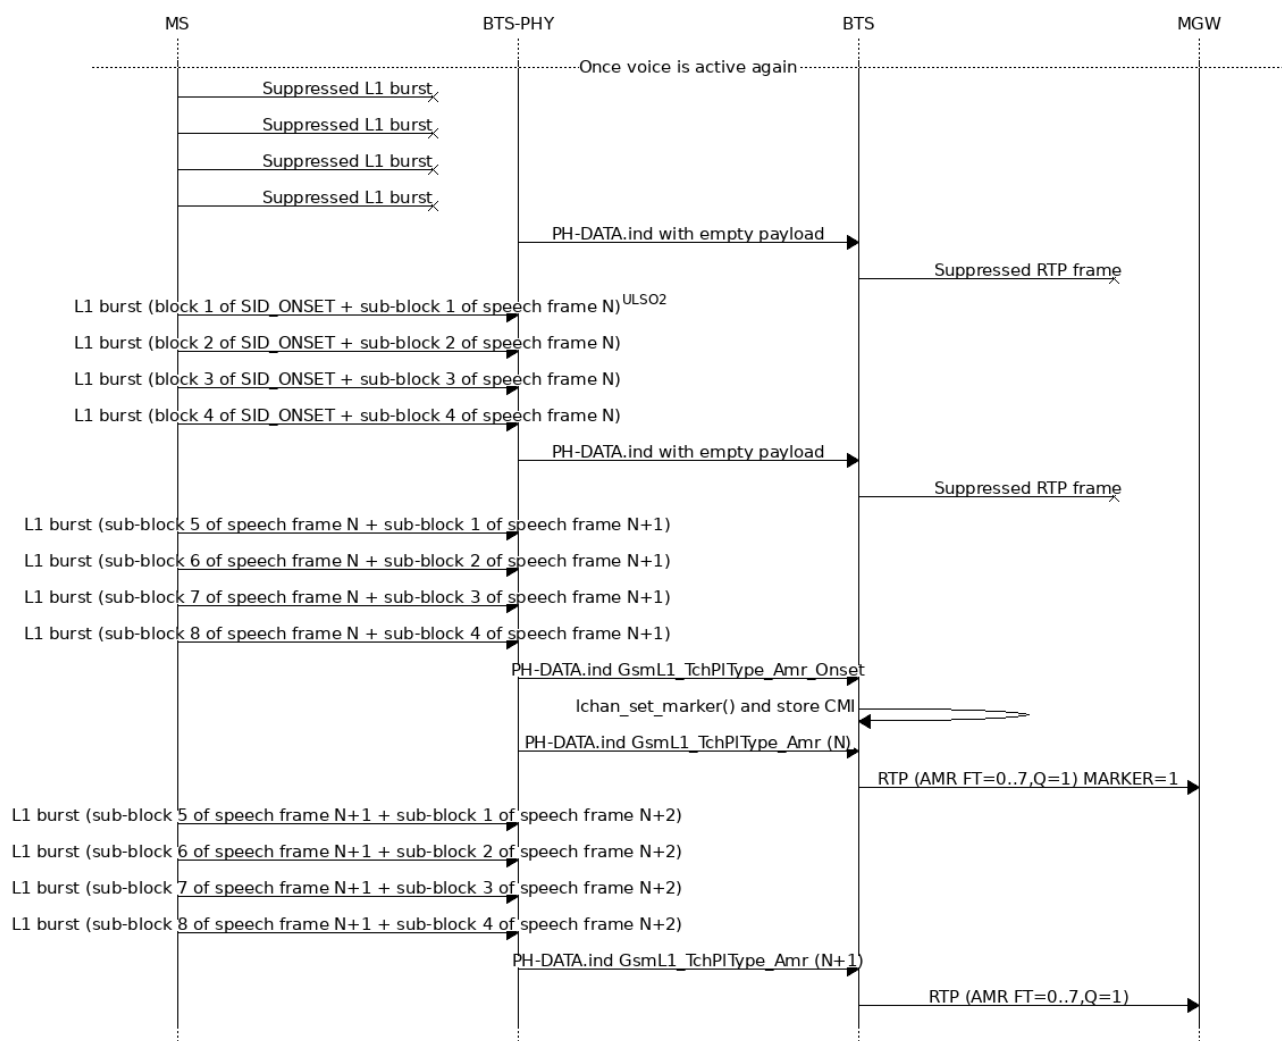 MS BTS-PHY BTS MGW
Once voice is active again
Suppressed L1 burst
Suppressed L1 burst
Suppressed L1 burst
Suppressed L1 burst
PH-DATA.ind with empty payload
Suppressed RTP frame
L1 burst (block 1 of SID_ONSET + sub-block 1 of speech frame N) ULSO2
L1 burst (block 2 of SID_ONSET + sub-block 2 of speech frame N)
L1 burst (block 3 of SID_ONSET + sub-block 3 of speech frame N)
L1 burst (block 4 of SID_ONSET + sub-block 4 of speech frame N)
PH-DATA.ind with empty payload
Suppressed RTP frame
L1 burst (sub-block 5 of speech frame N + sub-block 1 of speech frame N+1)
L1 burst (sub-block 6 of speech frame N + sub-block 2 of speech frame N+1)
L1 burst (sub-block 7 of speech frame N + sub-block 3 of speech frame N+1)
L1 burst (sub-block 8 of speech frame N + sub-block 4 of speech frame N+1)
PH-DATA.ind GsmL1_TchPlType_Amr_Onset
lchan_set_marker() and store CMI
PH-DATA.ind GsmL1_TchPlType_Amr (N)
RTP (AMR FT=0..7,Q=1) MARKER=1
L1 burst (sub-block 5 of speech frame N+1 + sub-block 1 of speech frame N+2)
L1 burst (sub-block 6 of speech frame N+1 + sub-block 2 of speech frame N+2)
L1 burst (sub-block 7 of speech frame N+1 + sub-block 3 of speech frame N+2)
L1 burst (sub-block 8 of speech frame N+1 + sub-block 4 of speech frame N+2)
PH-DATA.ind GsmL1_TchPlType_Amr (N+1)
RTP (AMR FT=0..7,Q=1)